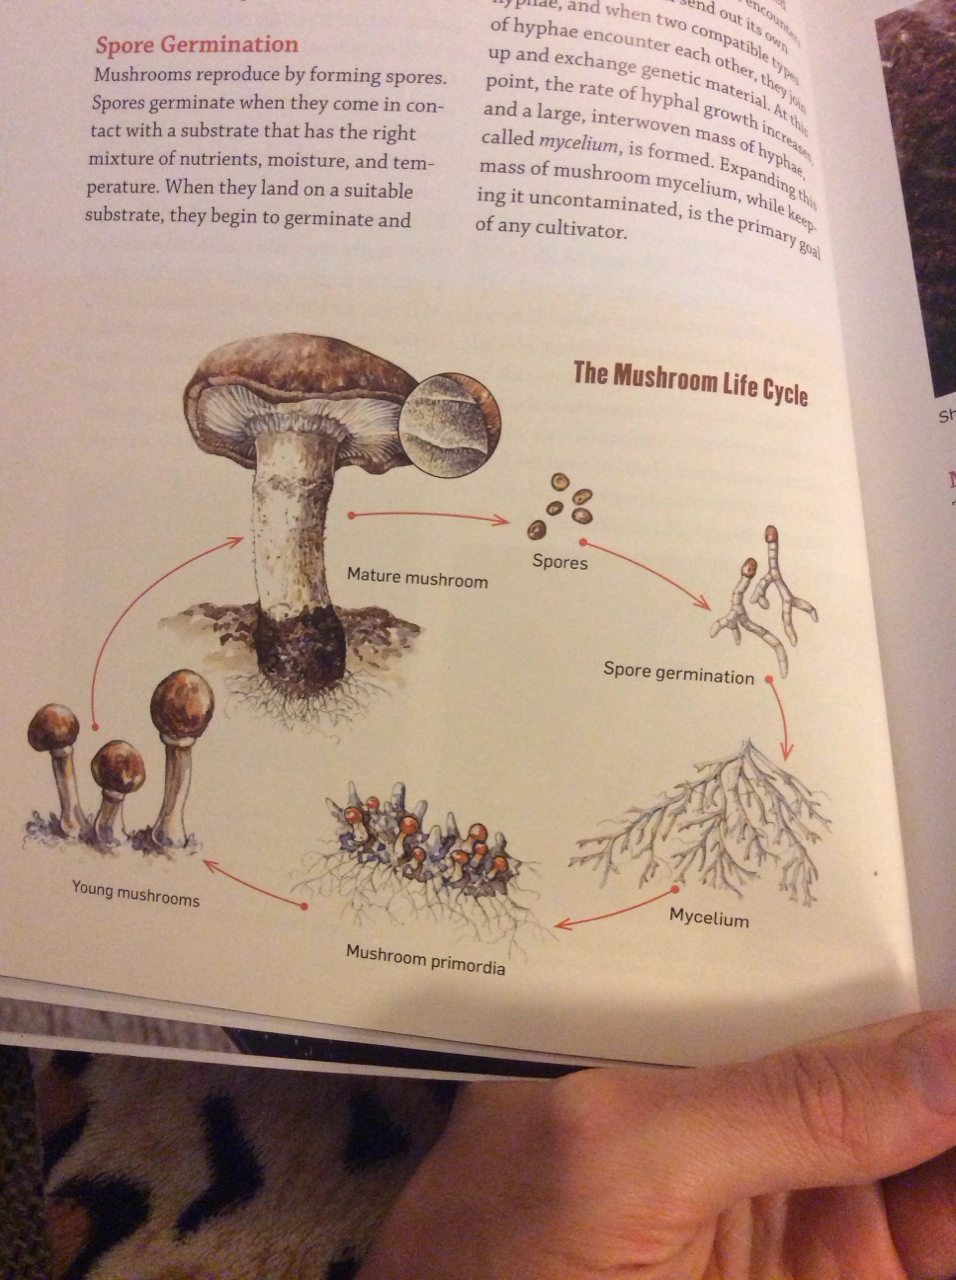 Spore Germination
Mushrooms reproduce by forming spores.
Spores germinate when they come in con-
tact with a substrate that has the right
mixture of nutrients, moisture, and tem-
perature. When they land on a suitable
substrate, they begin to germinate and
encounters
send out its own
hyphae, and when two compatible types
of hyphae encounter each other, they join
up and exchange genetic material. At this
point, the rate of hyphal growth increases,
and a large, interwoven mass of hyphae,
called mycelium, is formed. Expanding this
mass of mushroom mycelium, while keep-
ing it uncontaminated, is the primary goal
of any cultivator.
The Mushroom Life Cycle
Mature mushroom
Spores
Spore germination
Mycelium
Mushroom primordia
Young mushrooms
Sh